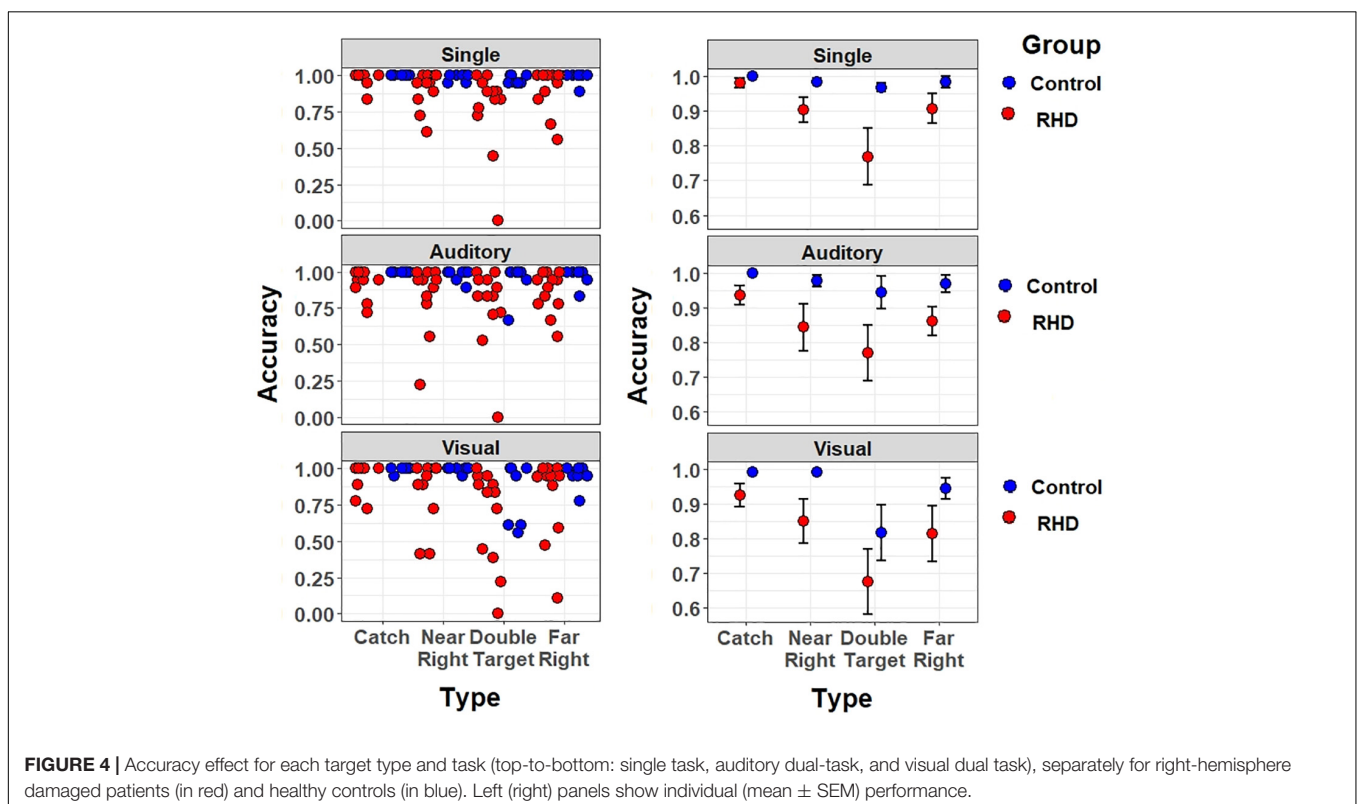 Single
1.00
0.75
0.50
0.25
0.00
Auditory
1.00
0.75
0.50
0.25
0.00
Visual
1.00
0.75
0.50
0.25
0.00
Accuracy
Catch Near Double Far
Right Target Right
Type
Single
1.0
0.9
0.8
0.7
0.6
Auditory
1.0
0.9
0.8
0.7
0.6
Visual
1.0
0.9
0.8
0.7
0.6
Accuracy
Catch Near Double Far
Right Target Right
Type
Group
Control
RHD
Control
RHD
Control
RHD
FIGURE 4 | Accuracy effect for each target type and task (top-to-bottom: single task, auditory dual-task, and visual dual task), separately for right-hemisphere
damaged patients (in red) and healthy controls (in blue). Left (right) panels show individual (mean ± SEM) performance.